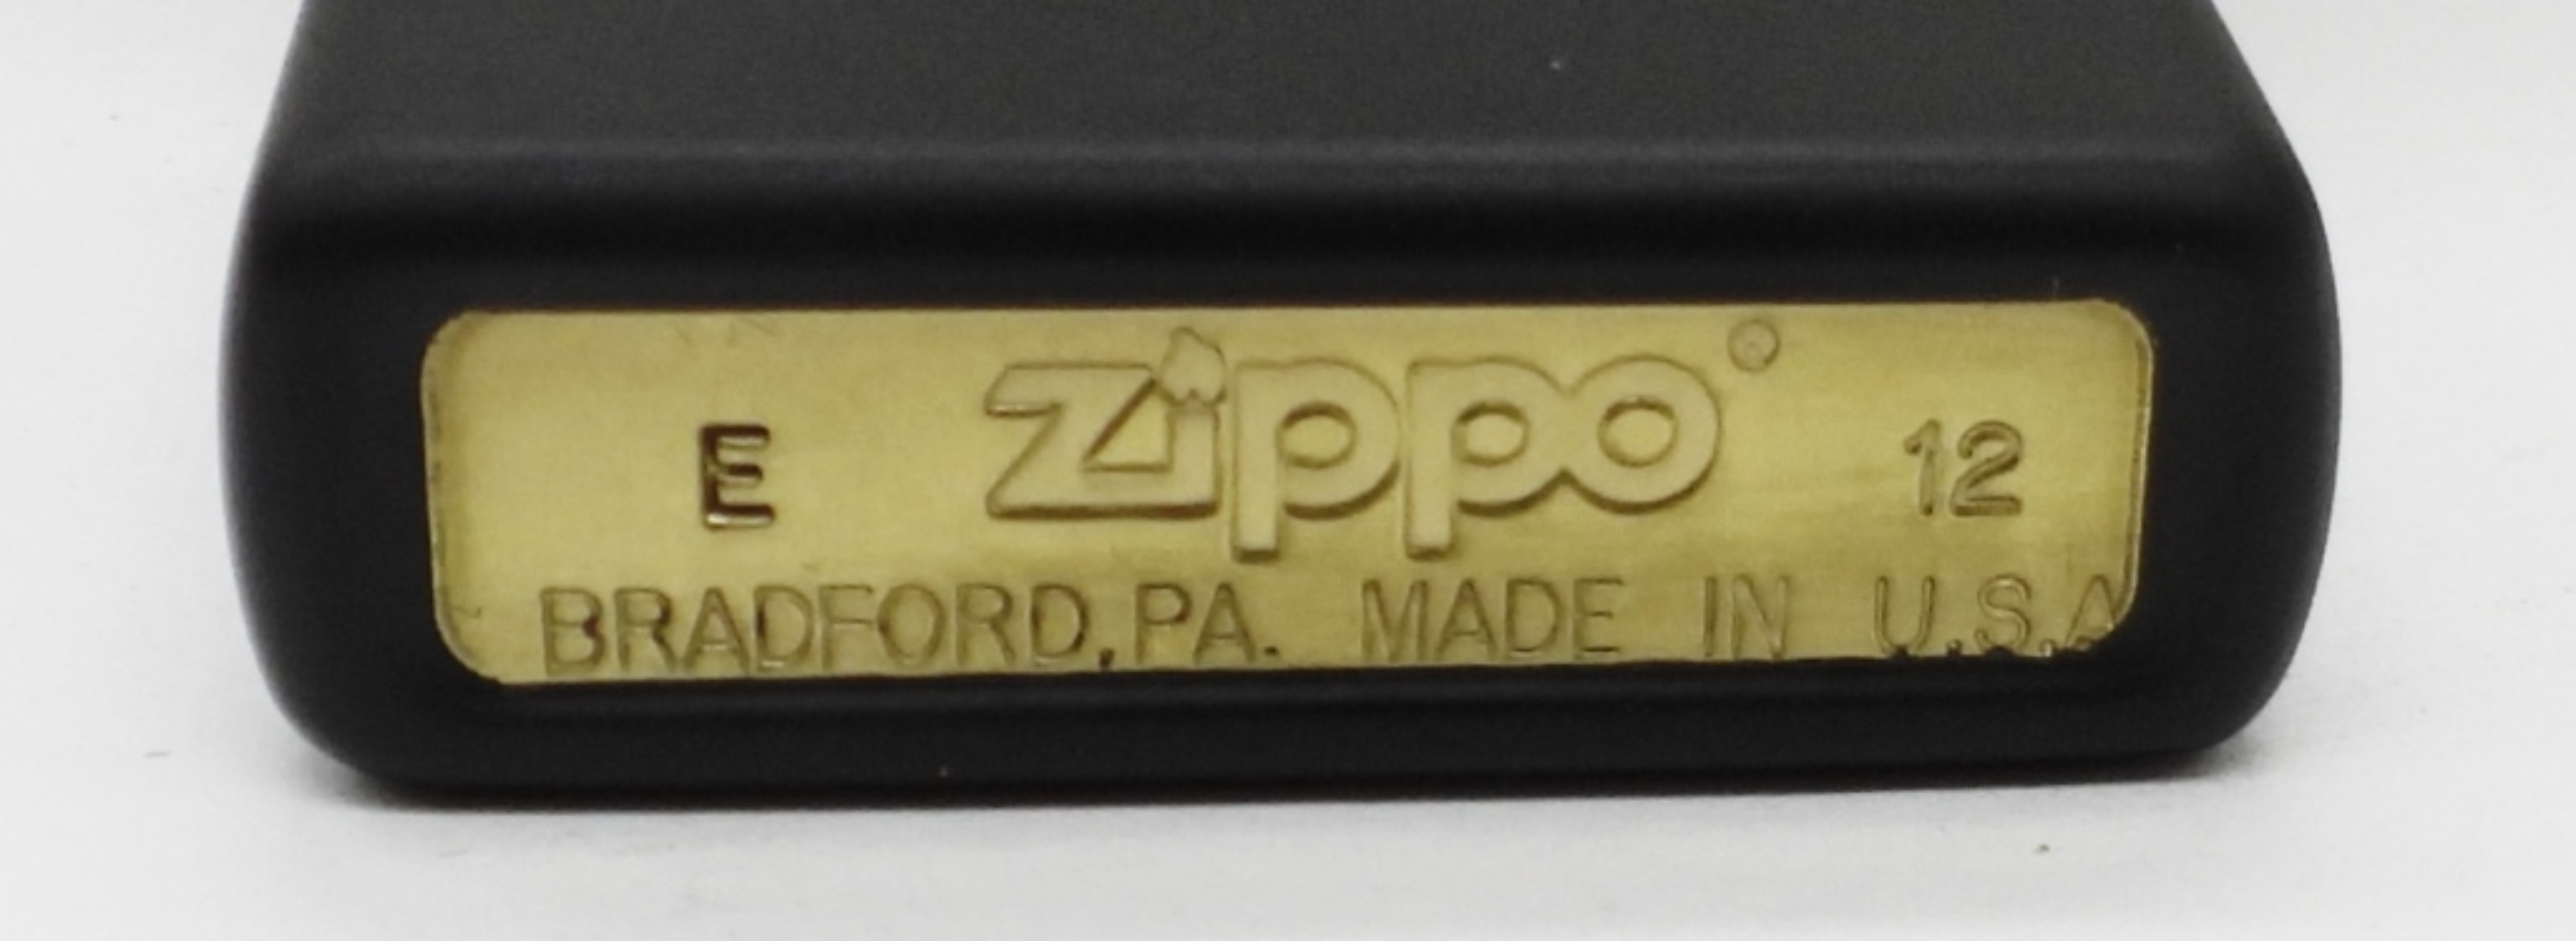 E zippo ® 12
BRADFORD, PA. MADE IN U.S.A